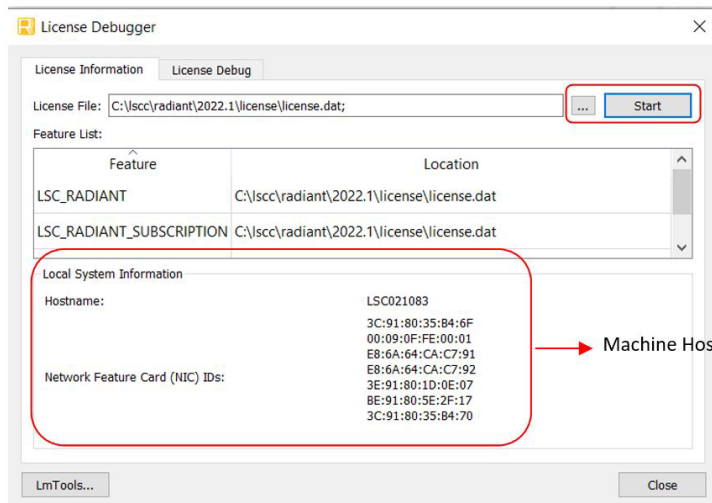 License Debugger
License Information License Debug
License File: C:\lscc\radiant\2022.1\license\license.dat; ... Start
Feature List:
Feature Location
LSC_RADIANT C:\lscc\radiant\2022.1\license\license.dat
LSC_RADIANT_SUBSCRIPTION C:\lscc\radiant\2022.1\license\license.dat
Local System Information
Hostname: LSC021083
3C:91:80:35:B4:6F
00:09:0F:FE:00:01
E8:6A:64:CA:C7:91
Machine Hos
E8:6A:64:CA:C7:92
Network Feature Card (NIC) IDs:
3E:91:80:1D:0E:07
BE:91:80:5E:2F:17
3C:91:80:35:B4:70
LmTools... Close